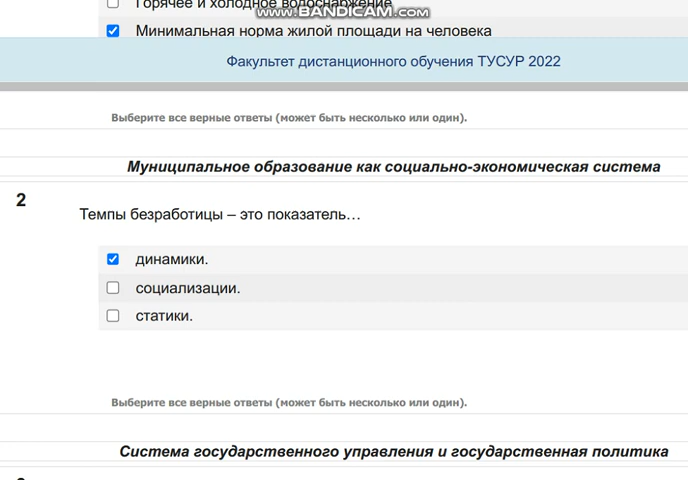 Горячее и холодное водоснабжение
www.BANDICAM.com
Минимальная норма жилой площади на человека
Факультет дистанционного обучения ТУСУР 2022
Выберите все верные ответы (может быть несколько или один).
Муниципальное образование как социально-экономическая система
2
Темпы безработицы – это показатель…
динамики.
социализации.
статики.
Выберите все верные ответы (может быть несколько или один).
Система государственного управления и государственная политика